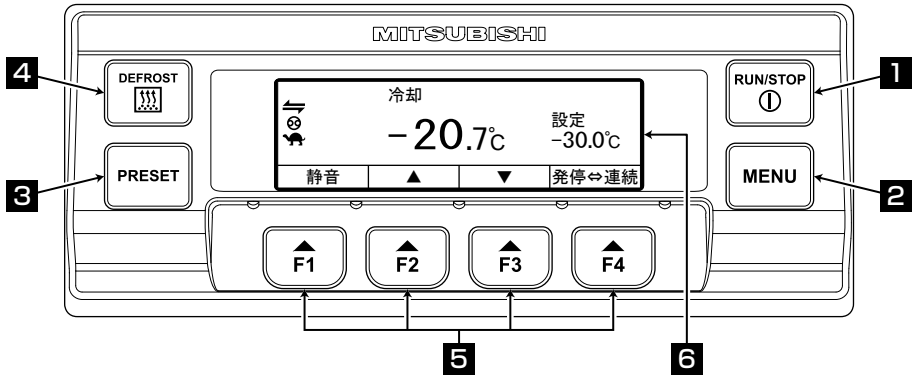 MITSUBISHI
4
DEFROST
冷却
-20.7℃
設定
-30.0℃
静音 ▲ ▼ 発停⇔連続
RUN/STOP
1
3
PRESET
MENU
2
F1 F2 F3 F4
5
6